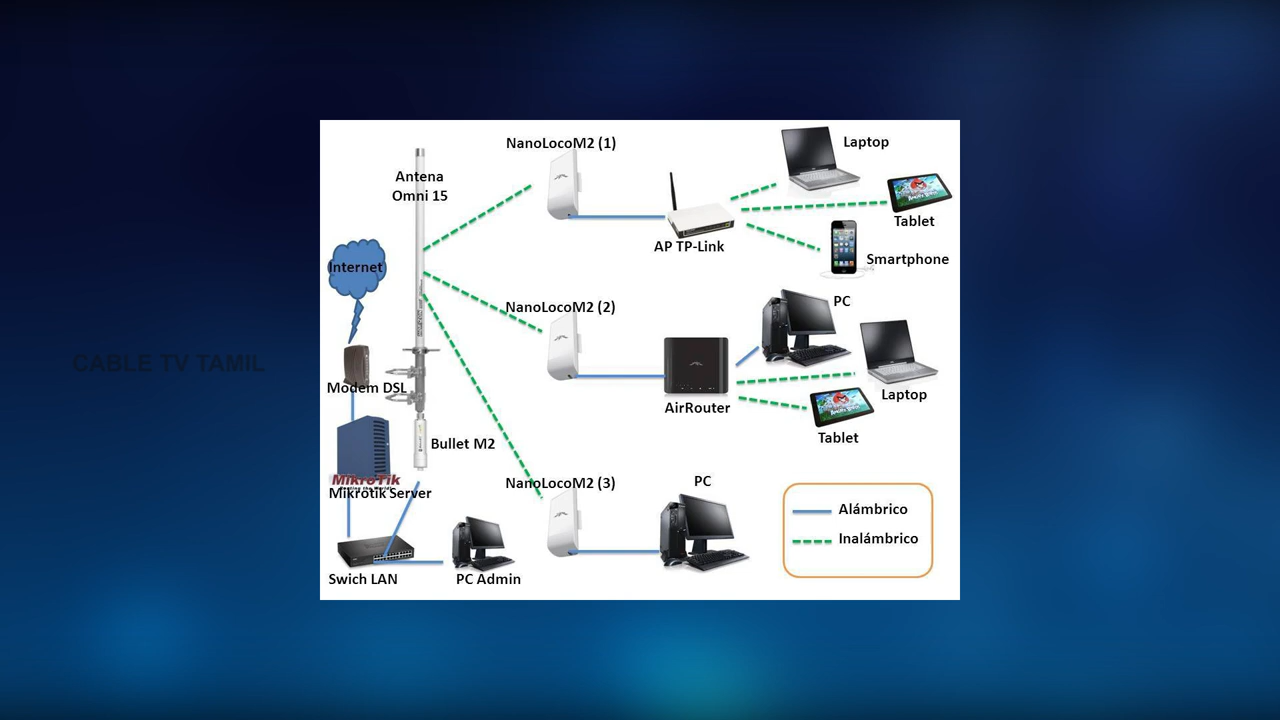 CABLE TV TAMIL
Antena
Omni 15
Internet
Modem DSL
MikroTik
Mikrotik Server
Bullet M2
Swich LAN
PC Admin
NanoLocoM2 (1)
AP TP-Link
Laptop
Tablet
Smartphone
NanoLocoM2 (2)
AirRouter
PC
Laptop
Tablet
NanoLocoM2 (3)
PC
Alámbrico
Inalámbrico